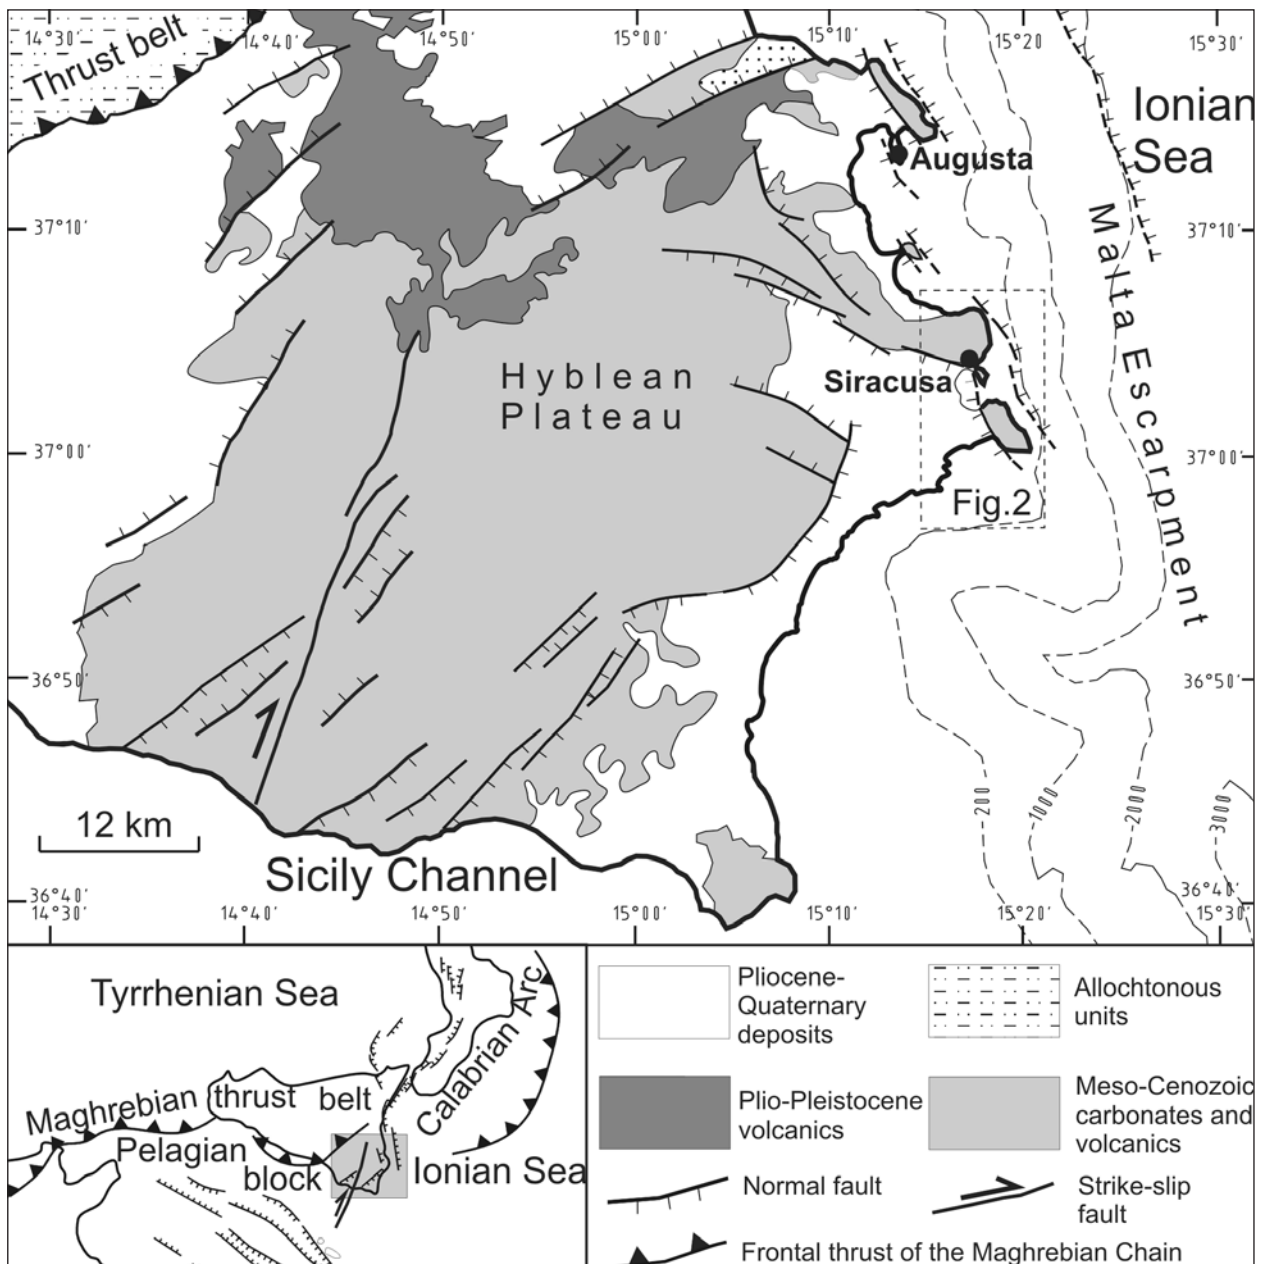 14°30'
14°40'
14°50'
15°00'
15°10'
15°20
15°30'
Thrust belt
Ionian
Sea
Augusta
37°10'
37°10'
Malta Escarpment
Hyblean
Plateau
Siracusa
37°00'
37°00'
Fig.2
36°50'
36°50'
200
1000
2000
3000
12 km
Sicily Channel
36°40'
36°40'
14°30'
14°40'
14°50'
15°00'
15°10'
15°20'
15°30'
Tyrrhenian Sea
Calabrian Arc
Maghrebian thrust belt
Pelagian
block
Ionian Sea
Pliocene-
Quaternary
deposits
Allochtonous
units
Plio-Pleistocene
volcanics
Meso-Cenozoic
carbonates and
volcanics
Normal fault
Strike-slip
fault
Frontal thrust of the Maghrebian Chain